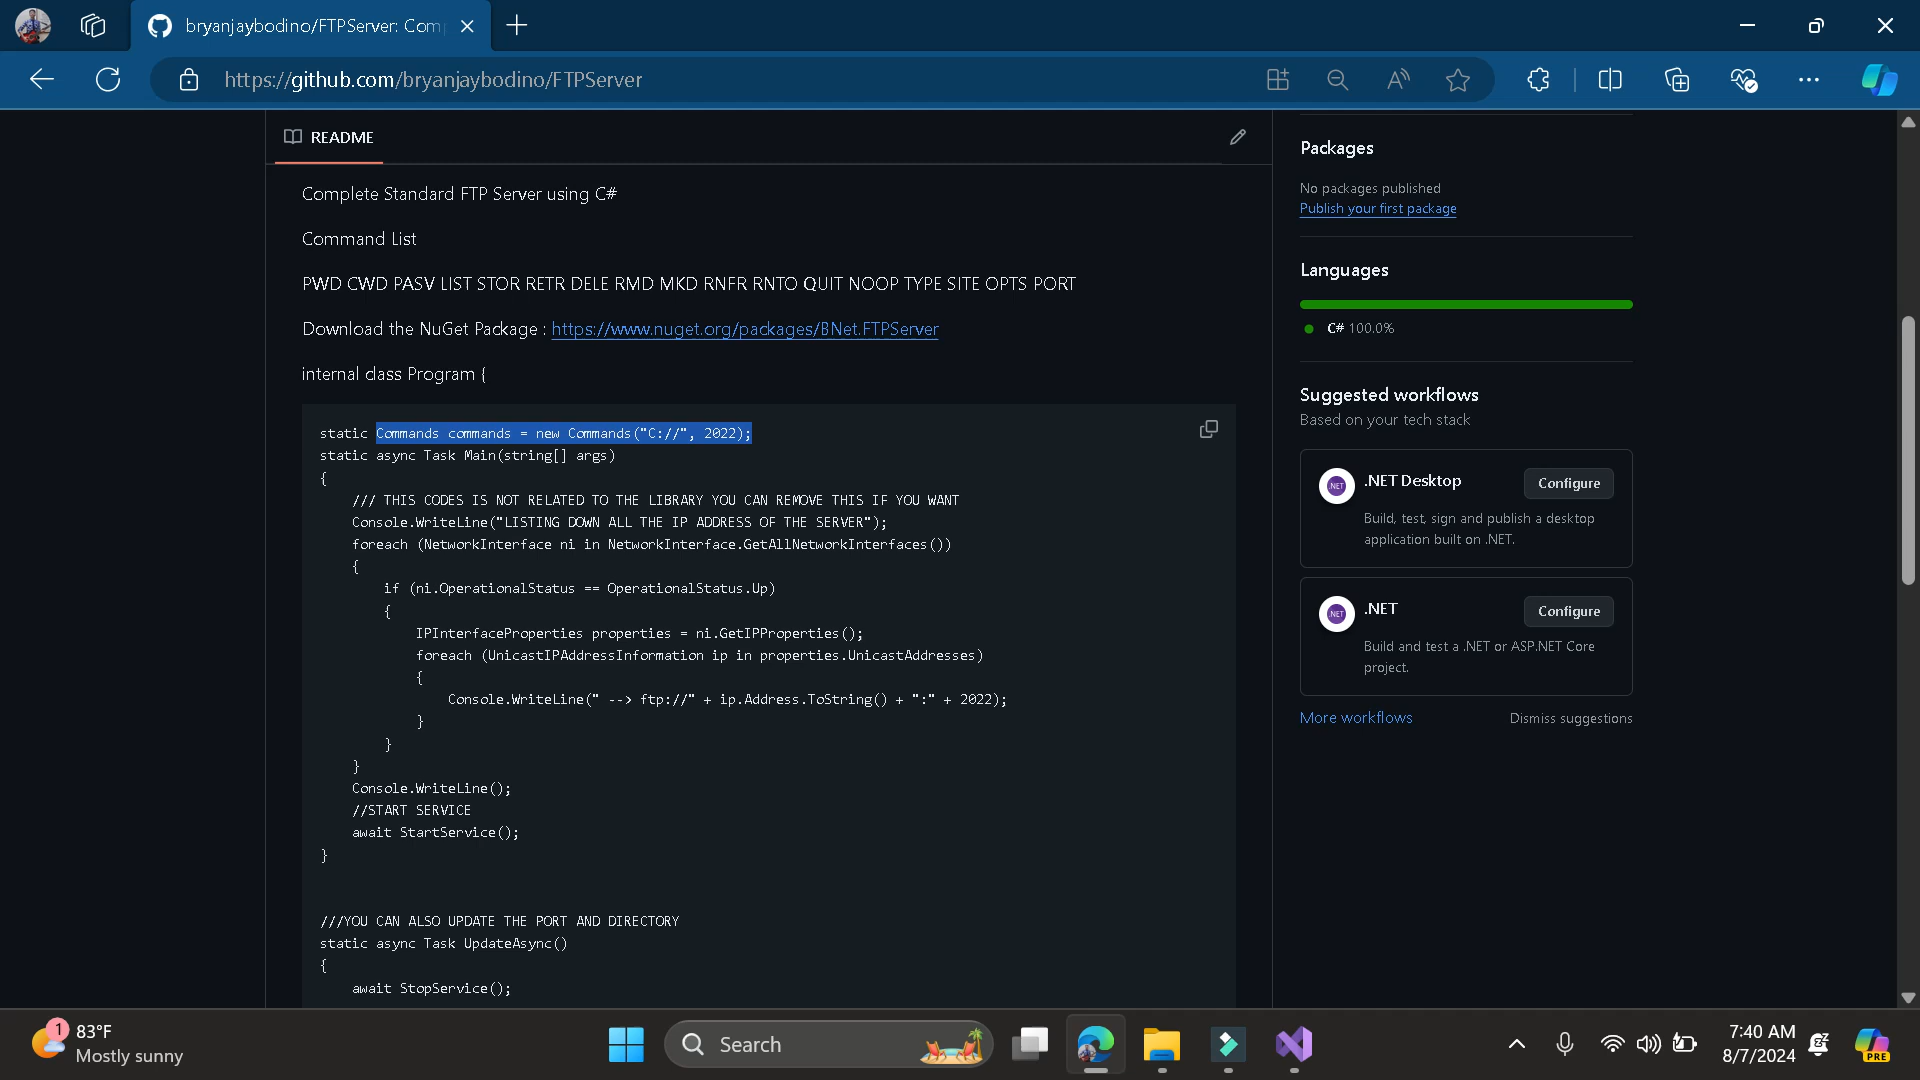 bryanjaybodino/FTPServer: Com
https://github.com/bryanjaybodino/FTPServer
README
Complete Standard FTP Server using C#
Command List
PWD CWD PASV LIST STOR RETR DELE RMD MKD RNFR RNTO QUIT NOOP TYPE SITE OPTS PORT
Download the NuGet Package : https://www.nuget.org/packages/BNet.FTPServer
internal class Program {
static Commands commands = new Commands("C://", 2022);
static async Task Main(string[] args)
{
/// THIS CODES IS NOT RELATED TO THE LIBRARY YOU CAN REMOVE THIS IF YOU WANT
Console.WriteLine("LISTING DOWN ALL THE IP ADDRESS OF THE SERVER");
foreach (NetworkInterface ni in NetworkInterface.GetAllNetworkInterfaces())
{
if (ni.OperationalStatus == OperationalStatus.Up)
{
IPInterfaceProperties properties = ni.GetIPProperties();
foreach (UnicastIPAddressInformation ip in properties.UnicastAddresses)
{
Console.WriteLine(" --> ftp://" + ip.Address.ToString() + ":" + 2022);
}
}
}
Console.WriteLine();
//START SERVICE
await StartService();
}
///YOU CAN ALSO UPDATE THE PORT AND DIRECTORY
static async Task UpdateAsync()
{
await StopService();
Packages
No packages published
Publish your first package
Languages
C# 100.0%
Suggested workflows
Based on your tech stack
.NET
.NET Desktop
Configure
Build, test, sign and publish a desktop
application built on .NET.
.NET
.NET
Configure
Build and test a .NET or ASP.NET Core
project.
More workflows
Dismiss suggestions
1
83°F
Mostly sunny
Search
7:40 AM
8/7/2024
PRE